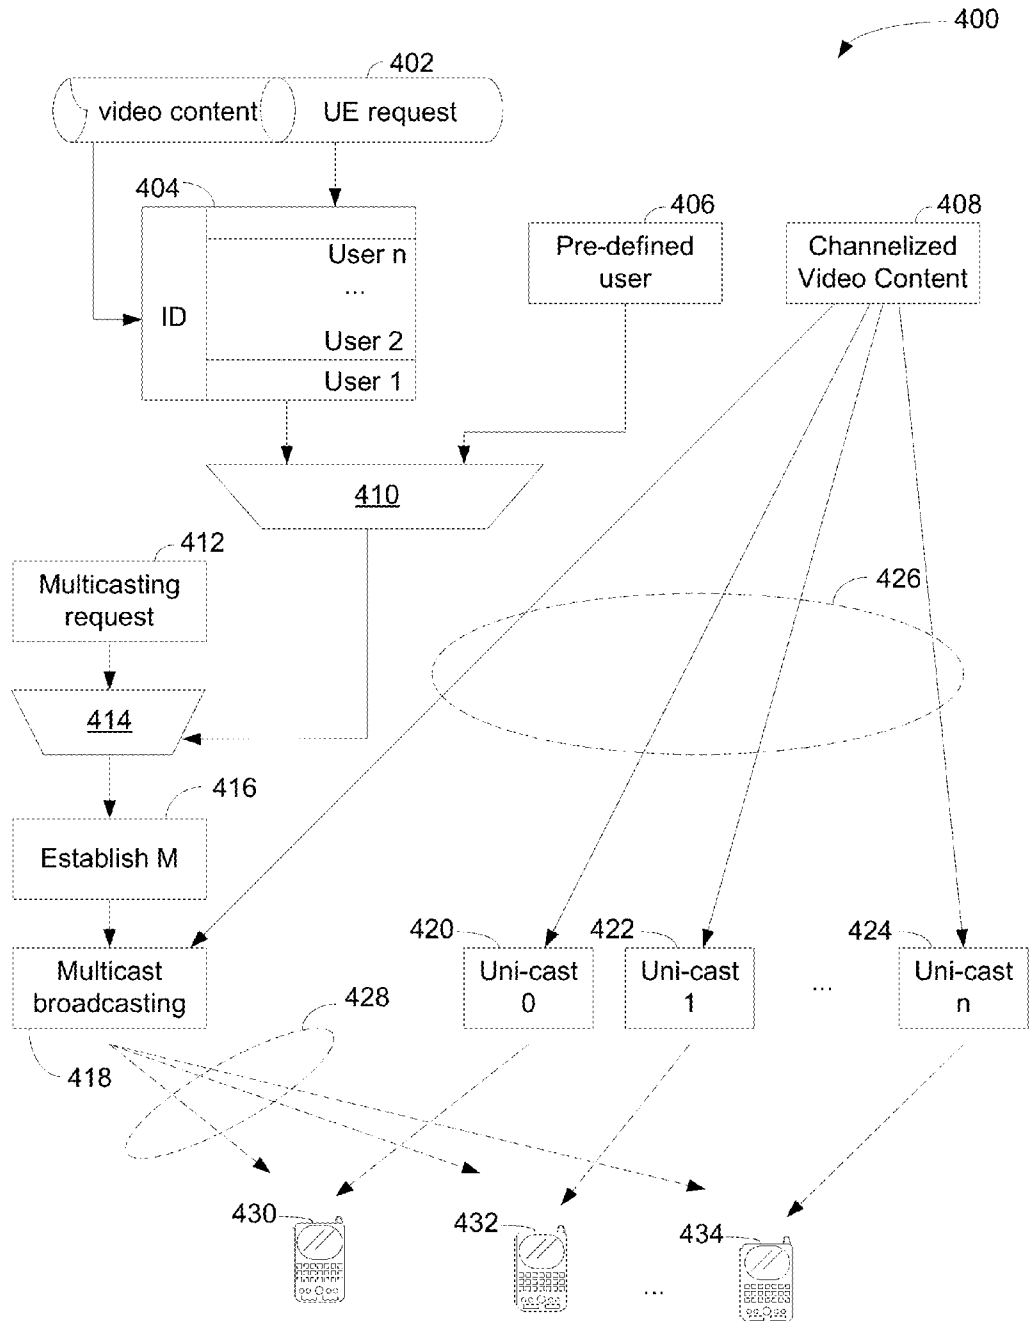 400
402
video content
UE request
404
406
408
ID
User n
...
User 2
User 1
Pre-defined
user
Channelized
Video Content
410
412
Multicasting
request
426
414
416
Establish M
420
422
424
Multicast
broadcasting
Uni-cast
0
Uni-cast
1
...
Uni-cast
n
428
418
430
432
434
...